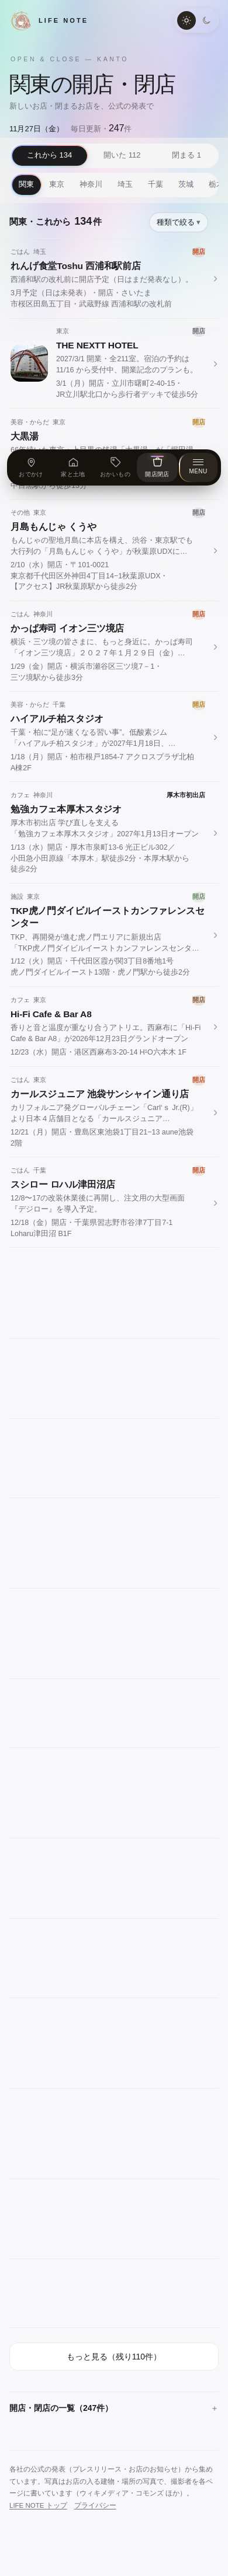 LIFE NOTE
OPEN & CLOSE — KANTO
関東の開店・閉店
新しいお店・閉まるお店を、公式の発表で
11月27日（金） 毎日更新・247件
これから 134 開いた 112 閉まる 1
関東 東京 神奈川 埼玉 千葉 茨城
関東・これから 134件
種類で絞る ▾
ごはん 埼玉 開店
れんげ食堂Toshu 西浦和駅前店
西浦和駅の改札前に開店予定（日はまだ発表なし）。
3月予定（日は未発表）・開店・さいたま
市桜区田島五丁目・武蔵野線 西浦和駅の改札前
東京 開店
THE NEXTT HOTEL
2027/3/1 開業・全211室。宿泊の予約は
11/16 から受付中、開業記念のプランも。
3/1（月）開店・立川市曙町2-40-15・
JR立川駅北口から歩行者デッキで徒歩5分
美容・からだ 東京 開店
大黒湯
おでかけ 家と土地 おかいもの 開店閉店 MENU
その他 東京 開店
月島もんじゃ くうや
もんじゃの聖地月島に本店を構え、渋谷・東京駅でも
大行列の「月島もんじゃ くうや」が秋葉原UDXに…
2/10（水）開店・〒101-0021
東京都千代田区外神田4丁目14−1秋葉原UDX・
【アクセス】JR秋葉原駅から徒歩2分
ごはん 神奈川 開店
かっぱ寿司 イオン三ツ境店
横浜・三ツ境の皆さまに、もっと身近に。かっぱ寿司
「イオン三ツ境店」２０２７年１月２９日（金）…
1/29（金）開店・横浜市瀬谷区三ツ境7－1・
三ツ境駅から徒歩3分
美容・からだ 千葉 開店
ハイアルチ柏スタジオ
千葉・柏に“足が速くなる習い事”。低酸素ジム
「ハイアルチ柏スタジオ」が2027年1月18日、…
1/18（月）開店・柏市根戸1854-7 アクロスプラザ北柏
A棟2F
カフェ 神奈川 厚木市初出店
勉強カフェ本厚木スタジオ
厚木市初出店 学び直しを支える
「勉強カフェ本厚木スタジオ」2027年1月13日オープン
1/13（水）開店・厚木市泉町13-6 光正ビル302／
小田急小田原線「本厚木」駅徒歩2分・本厚木駅から
徒歩2分
施設 東京 開店
TKP虎ノ門ダイビルイーストカンファレンスセ
ンター
TKP、再開発が進む虎ノ門エリアに新規出店
「TKP虎ノ門ダイビルイーストカンファレンスセンタ…
1/12（火）開店・千代田区霞が関3丁目8番地1号
虎ノ門ダイビルイースト13階・虎ノ門駅から徒歩2分
カフェ 東京 開店
Hi-Fi Cafe & Bar A8
香りと音と温度が重なり合うアトリエ。西麻布に「Hi-Fi
Cafe & Bar A8」が2026年12月23日グランドオープン
12/23（水）開店・港区西麻布3-20-14 H²O六本木 1F
ごはん 東京 開店
カールスジュニア 池袋サンシャイン通り店
カリフォルニア発グローバルチェーン「Carl' s Jr.(R)」
より日本４店舗目となる「カールスジュニア…
12/21（月）開店・豊島区東池袋1丁目21−13 aune池袋
2階
ごはん 千葉 開店
スシロー ロハル津田沼店
12/8〜17の改装休業後に再開し、注文用の大型画面
『デジロー』を導入予定。
12/18（金）開店・千葉県習志野市谷津7丁目7-1
Loharu津田沼 B1F
もっと見る（残り110件）
開店・閉店の一覧（247件） +
各社の公式の発表（プレスリリース・お店のお知らせ）から集め
ています。写真はお店の入る建物・場所の写真で、撮影者を各ペ
ージに書いています（ウィキメディア・コモンズ ほか）。
LIFE NOTE トップ プライバシー